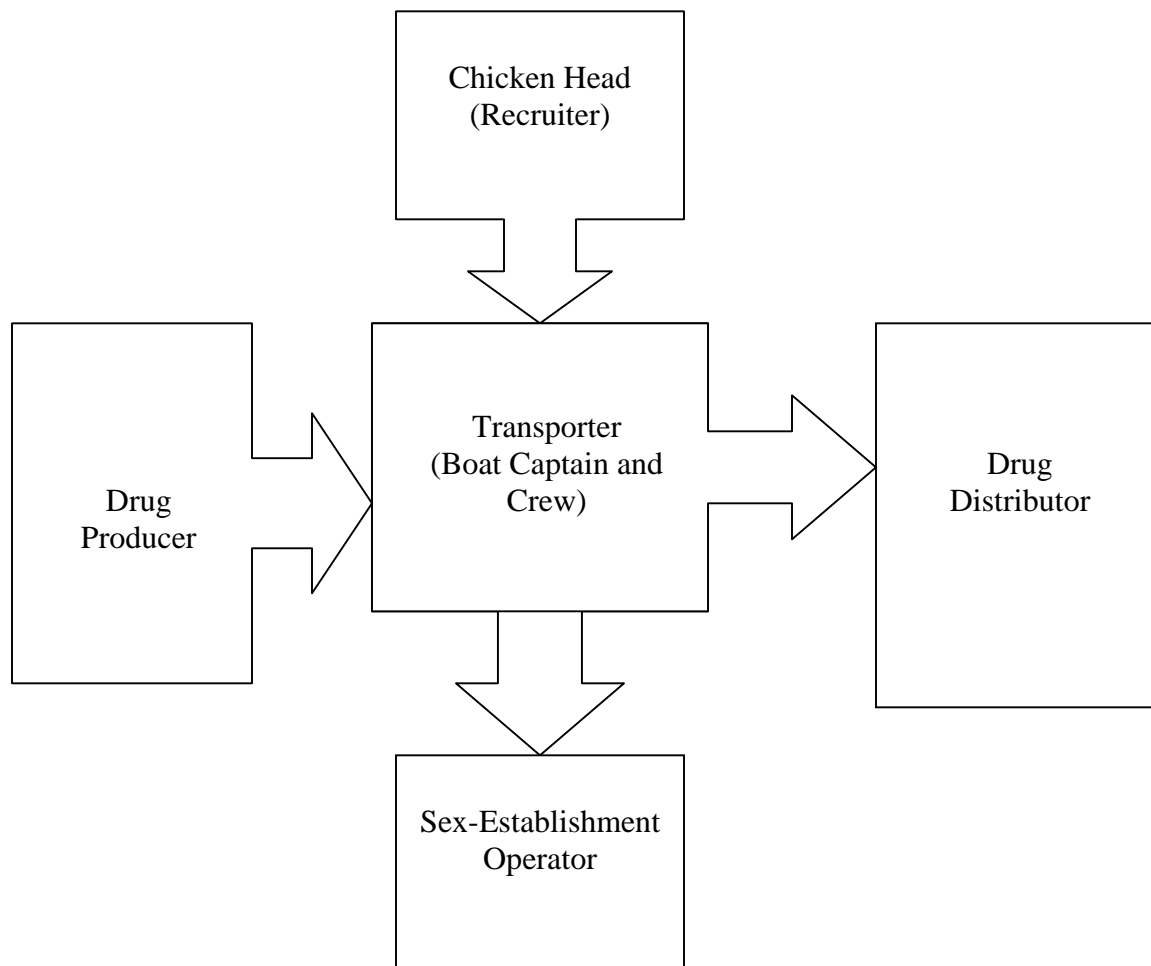 Chicken Head
(Recruiter)
Transporter
(Boat Captain and
Crew)
Drug
Producer
Drug
Distributor
Sex-Establishment
Operator